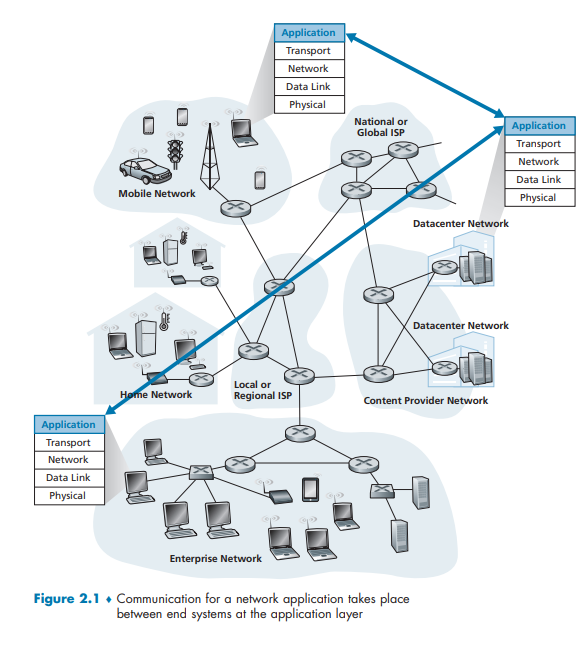 Application
Transport
Network
Data Link
Physical
National or
Global ISP
Application
Transport
Network
Data Link
Physical
Mobile Network
Datacenter Network
Datacenter Network
Home Network
Local or
Regional ISP
Content Provider Network
Application
Transport
Network
Data Link
Physical
Enterprise Network
Figure 2.1 ♦ Communication for a network application takes place
between end systems at the application layer